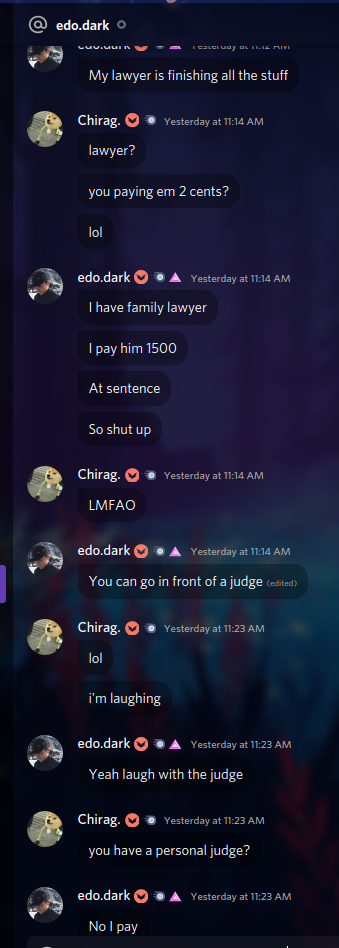 edo.dark
edo.dark Yesterday at 11:12 AM
My lawyer is finishing all the stuff
Chirag. Yesterday at 11:14 AM
lawyer?
you paying em 2 cents?
lol
edo.dark Yesterday at 11:14 AM
I have family lawyer
I pay him 1500
At sentence
So shut up
Chirag. Yesterday at 11:14 AM
LMFAO
edo.dark Yesterday at 11:14 AM
You can go in front of a judge (edited)
Chirag. Yesterday at 11:23 AM
lol
i'm laughing
edo.dark Yesterday at 11:23 AM
Yeah laugh with the judge
Chirag. Yesterday at 11:23 AM
you have a personal judge?
edo.dark Yesterday at 11:23 AM
No I pay